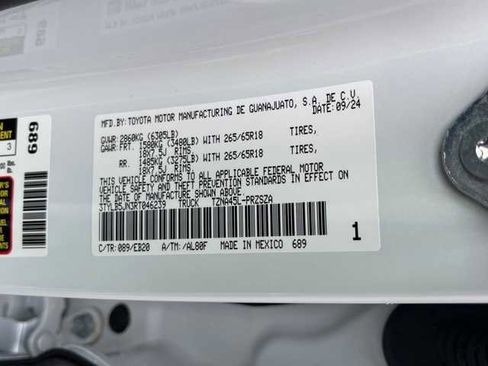 MFD.BY:TOYOTA MOTOR MANUFACTURING DE GUANAJUATO, S.A. DE C.V.
09/24
GVWR: 2860KG (6305LB)
GAWR: FRT. 1580KG (3480LB) WITH 265/65R18 TIRES,
18X7.5J RIMS
RR. 1485KG (3275LB) WITH 265/65R18 TIRES,
18X7.5J RIMS
THIS VEHICLE CONFORMS TO ALL APPLICABLE FEDERAL MOTOR
VEHICLE SAFETY, BUMPER, AND THEFT PREVENTION STANDARDS IN EFFECT
ON THE DATE OF MANUFACTURE SHOWN ABOVE.
3TYLB5JN3RT046239 TRUCK TZNA45L-PRZSZA
C/TR: 089/EB20 A/TM: /AL80F MADE IN MEXICO 689
1
689
3